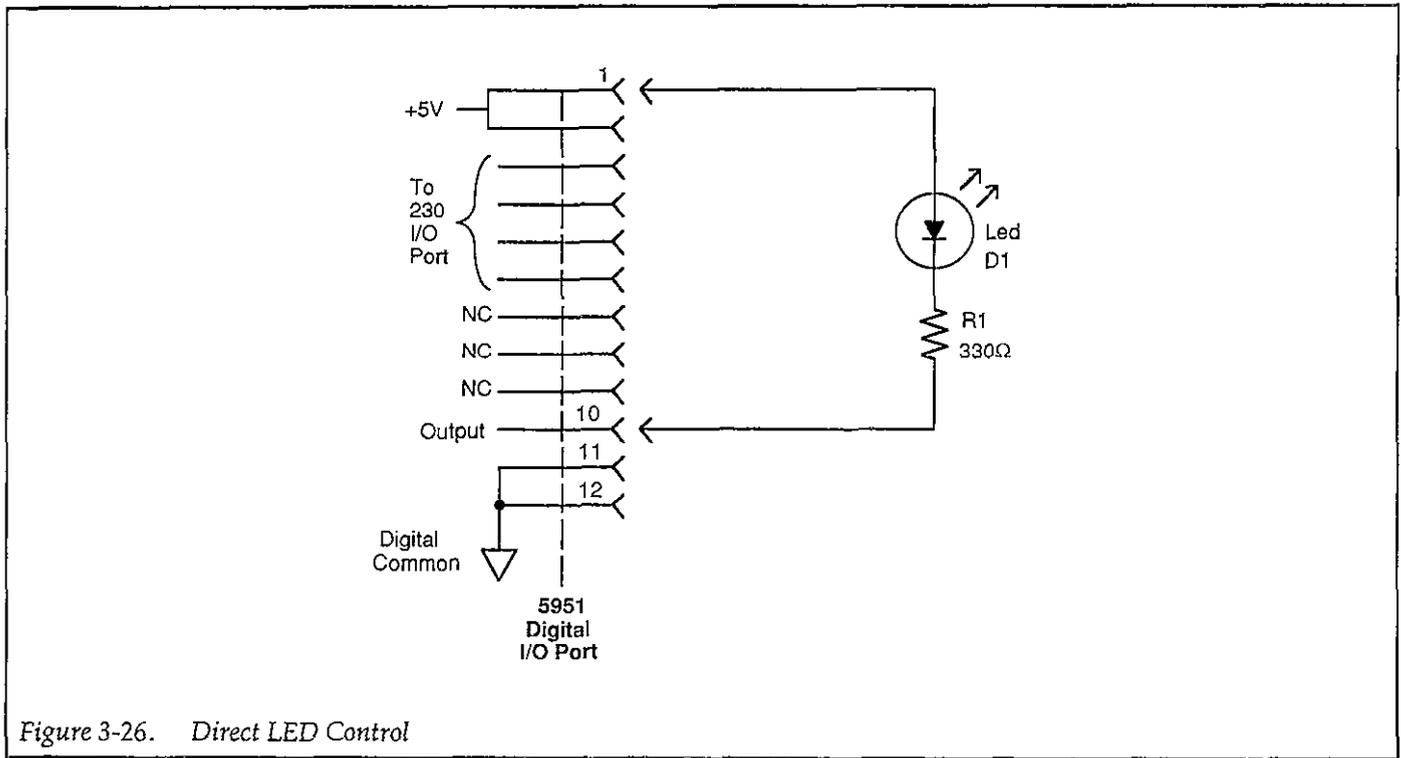 1
+5V
To
230
I/O
Port
NC
NC
NC
10
Output
11
12
Digital
Common
5951
Digital
I/O Port
Led
D1
R1
330Ω
Figure 3-26. Direct LED Control